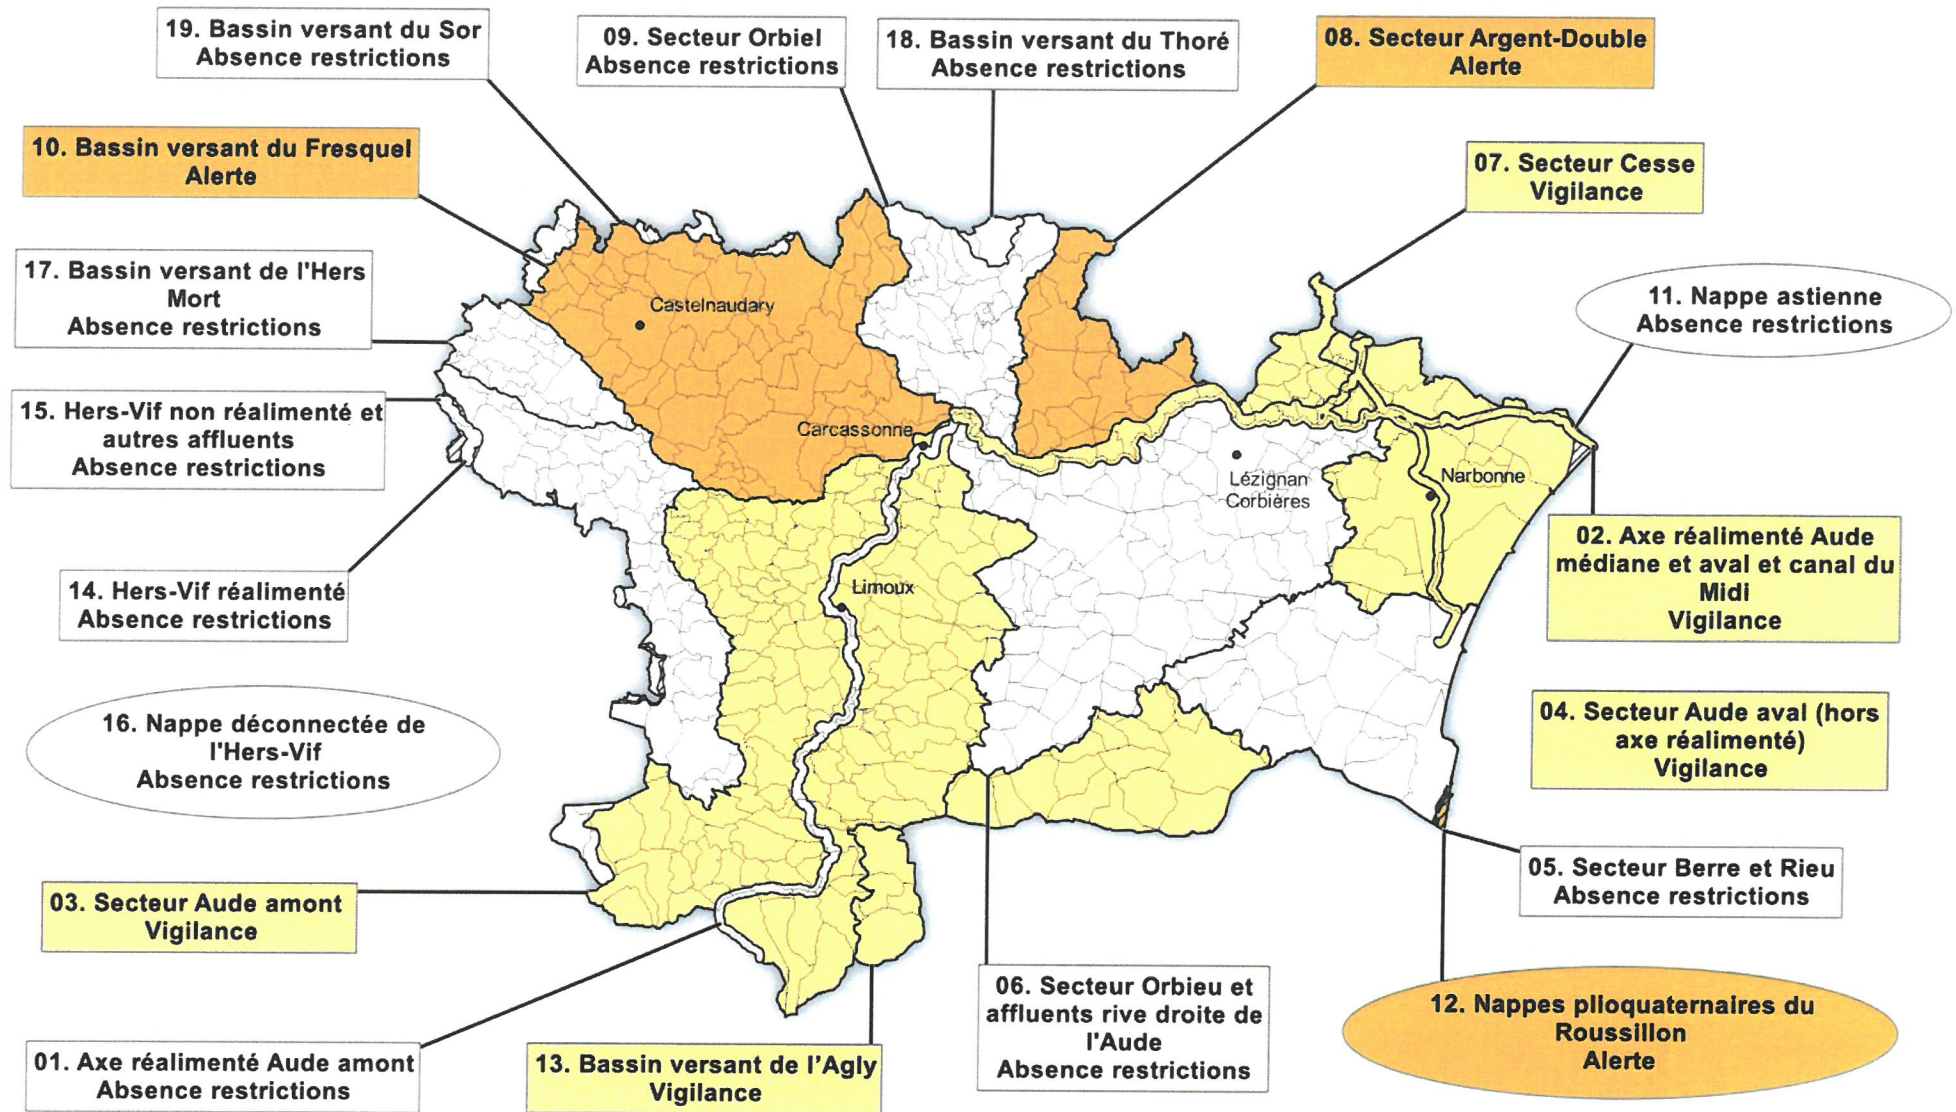 19. Bassin versant du Sor
Absence restrictions
09. Secteur Orbiel
Absence restrictions
18. Bassin versant du Thoré
Absence restrictions
08. Secteur Argent-Double
Alerte
10. Bassin versant du Fresquel
Alerte
07. Secteur Cesse
Vigilance
17. Bassin versant de l'Hers
Mort
Absence restrictions
11. Nappe astienne
Absence restrictions
Castelnaudary
15. Hers-Vif non réalimenté et
autres affluents
Absence restrictions
Carcassonne
Lézignan
Corbières
Narbonne
02. Axe réalimenté Aude
médiane et aval et canal du
Midi
Vigilance
14. Hers-Vif réalimenté
Absence restrictions
Limoux
16. Nappe déconnectée de
l'Hers-Vif
Absence restrictions
04. Secteur Aude aval (hors
axe réalimenté)
Vigilance
03. Secteur Aude amont
Vigilance
05. Secteur Berre et Rieu
Absence restrictions
01. Axe réalimenté Aude amont
Absence restrictions
13. Bassin versant de l'Agly
Vigilance
06. Secteur Orbieu et
affluents rive droite de
l'Aude
Absence restrictions
12. Nappes plioquaternaires du
Roussillon
Alerte